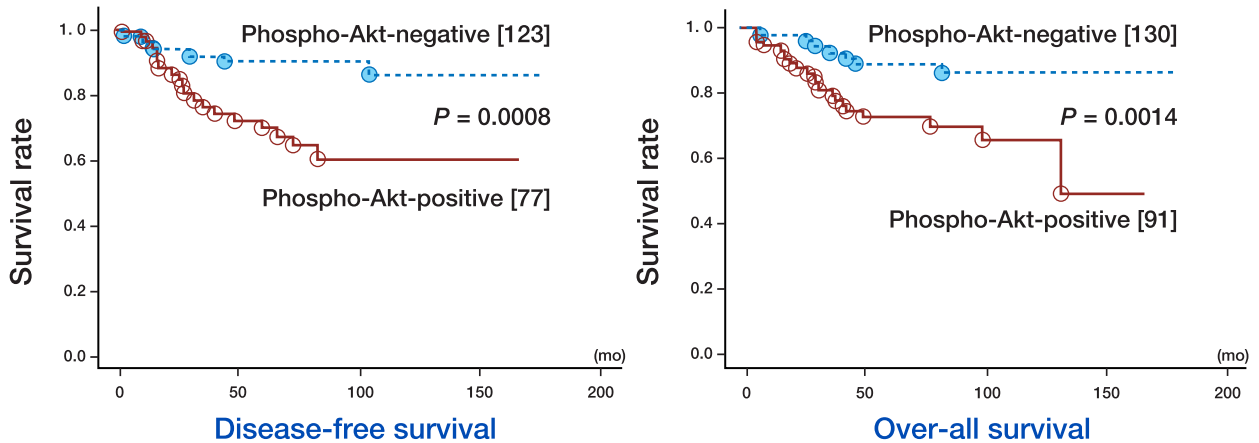 Survival rate
1.0
0.8
0.6
0.4
0.2
0.0
Phospho-Akt-negative [123]
P = 0.0008
Phospho-Akt-positive [77]
(mo)
0 50 100 150 200
Disease-free survival
Survival rate
1.0
0.8
0.6
0.4
0.2
0.0
Phospho-Akt-negative [130]
P = 0.0014
Phospho-Akt-positive [91]
(mo)
0 50 100 150 200
Over-all survival